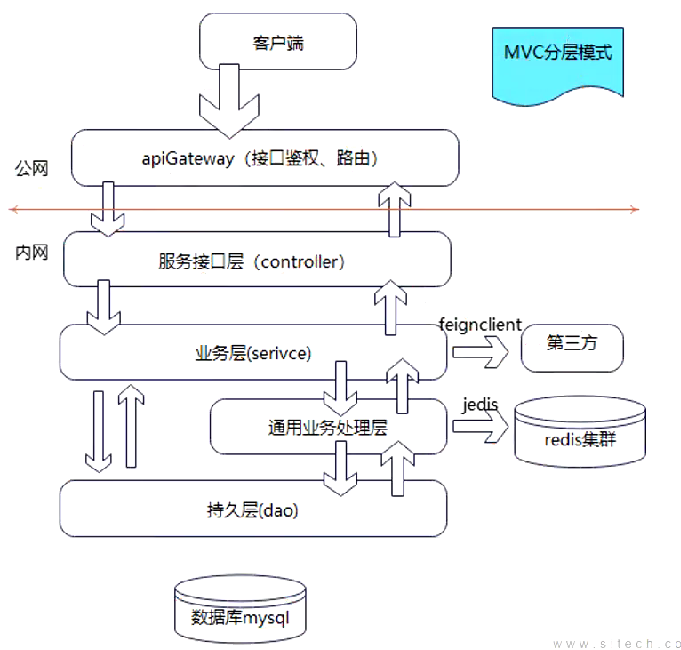 客户端
MVC分层模式
apiGateway（接口鉴权、路由）
公网
内网
服务接口层（controller）
feignclient
业务层(serivce)
第三方
jedis
通用业务处理层
redis集群
持久层(dao)
数据库mysql
www.sitech.co